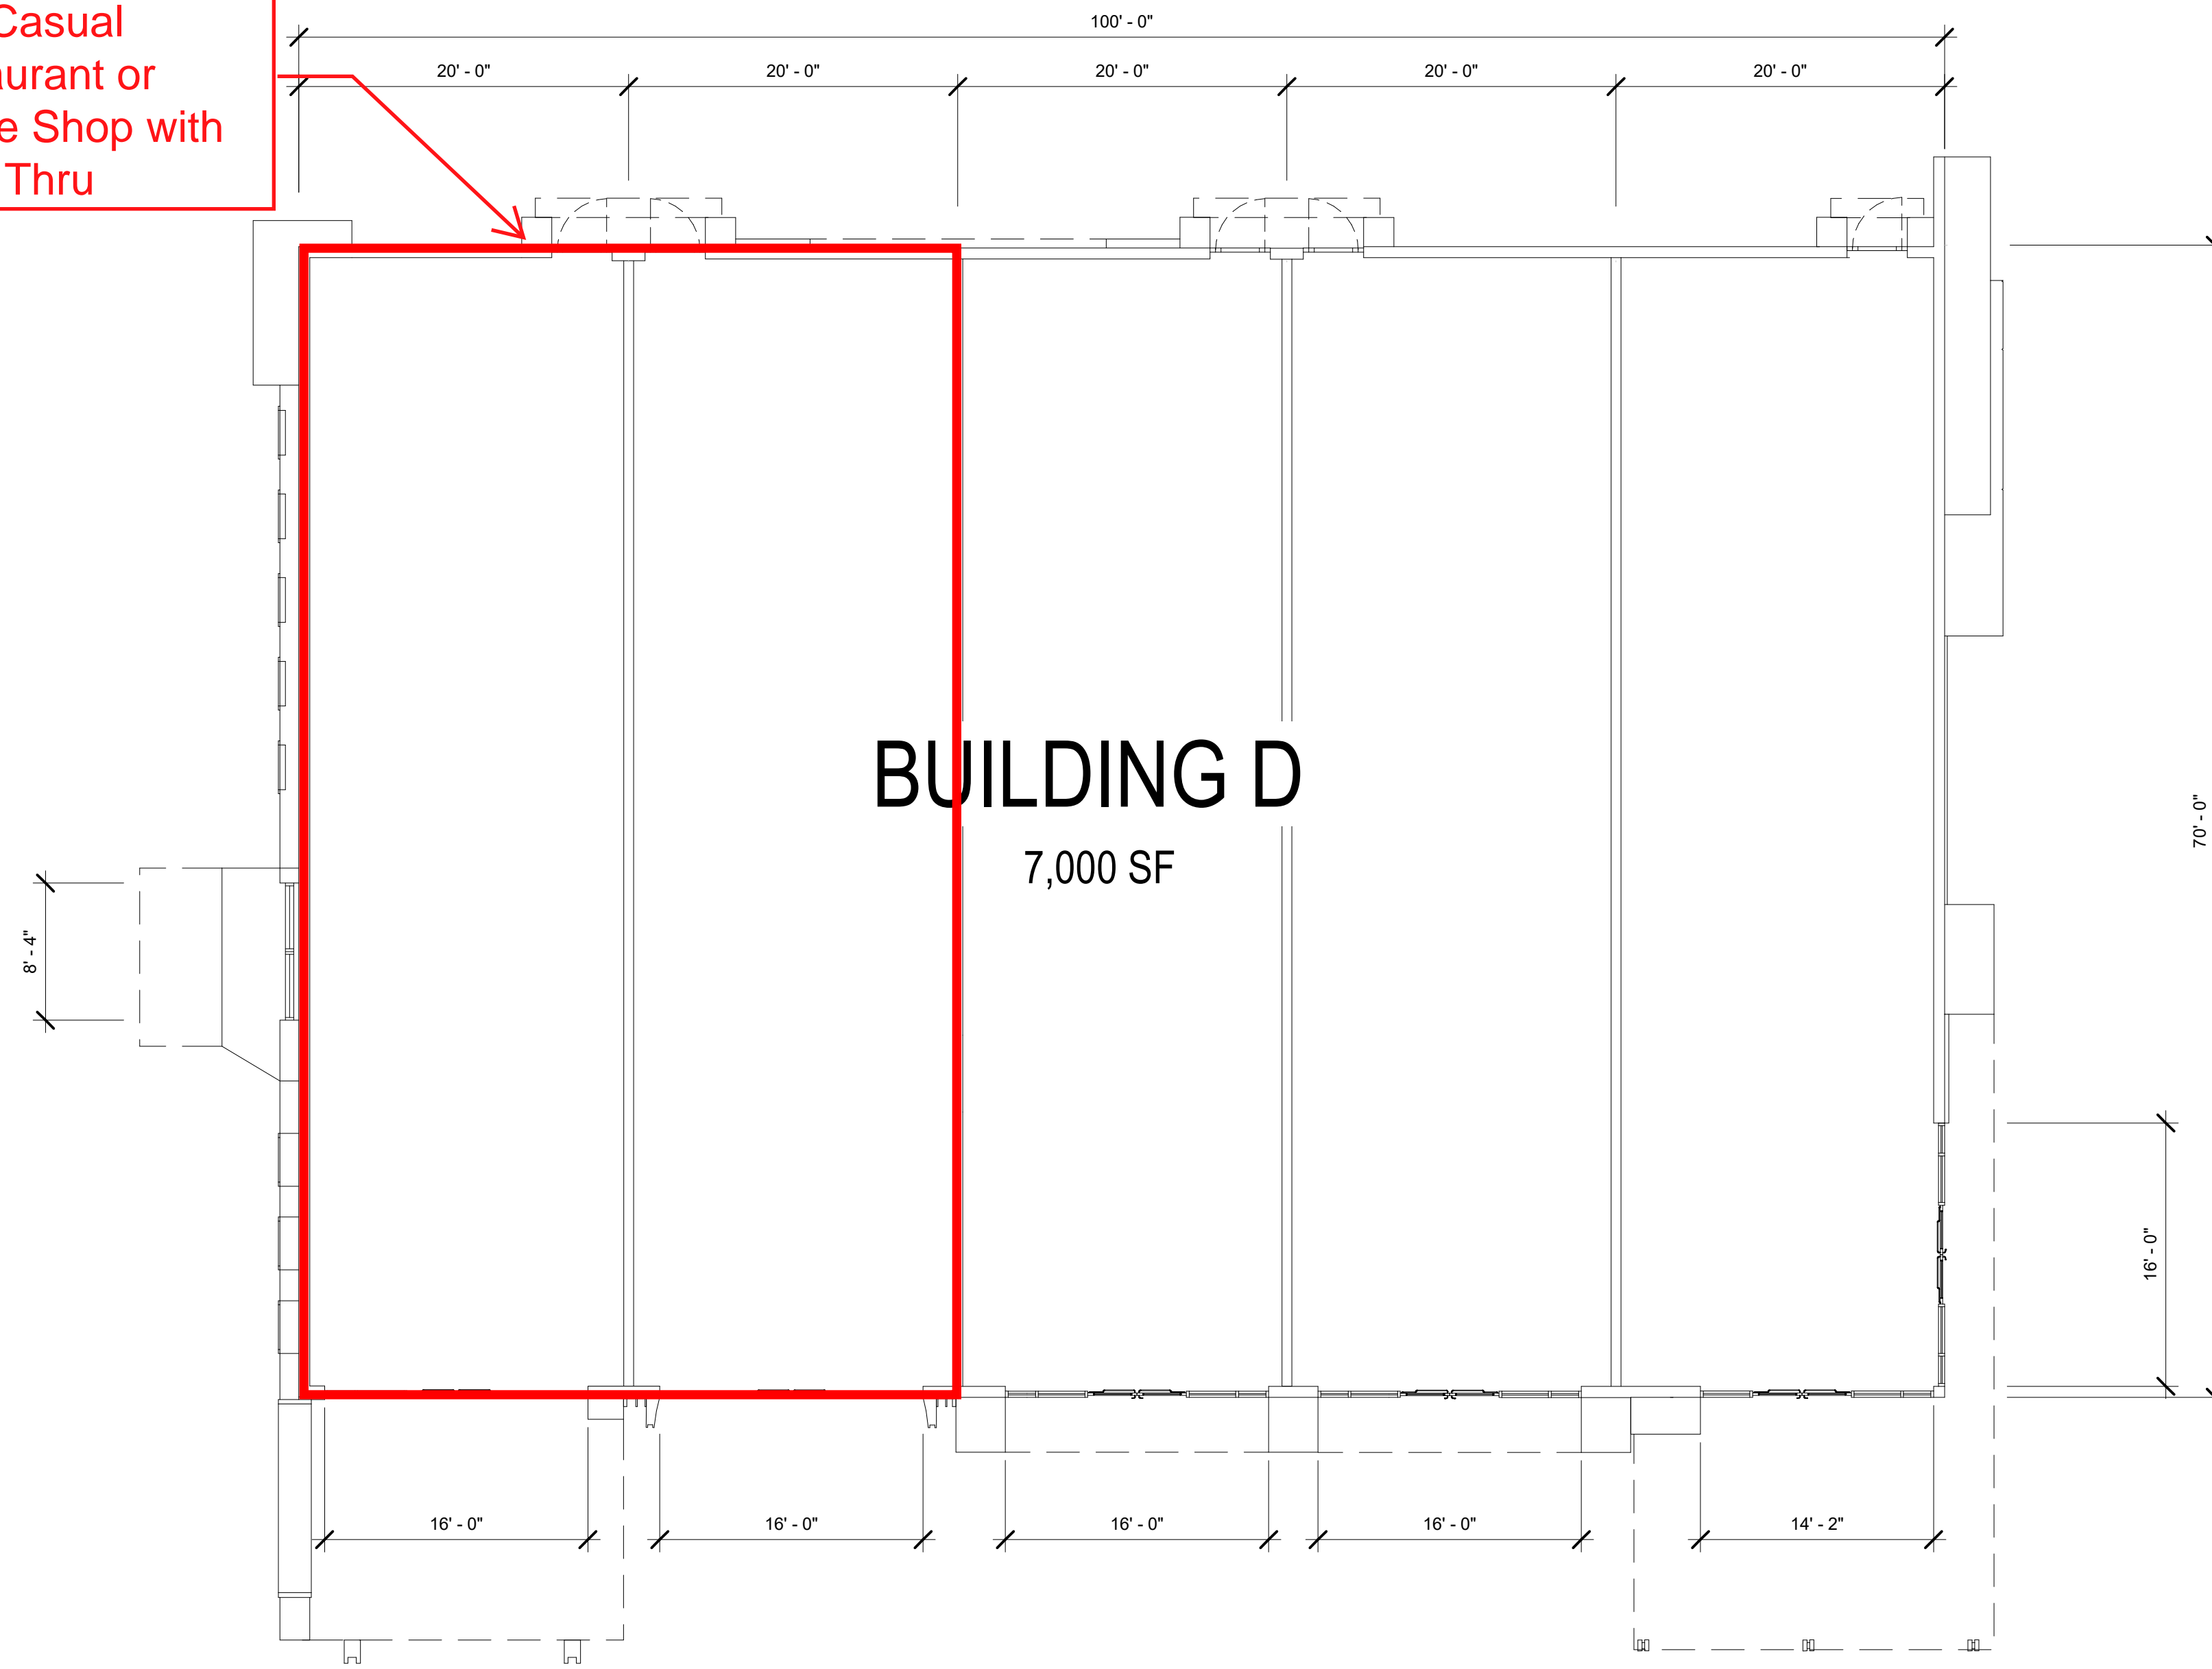 Casual
100' - 0"
20' - 0" 20' - 0" 20' - 0" 20' - 0" 20' - 0"
or
Shop with
Thru
BUILDING D
7,000 SF
70' - 0"
8' - 4"
16' - 0"
16' - 0" 16' - 0" 16' - 0" 16' - 0" 14' - 2"